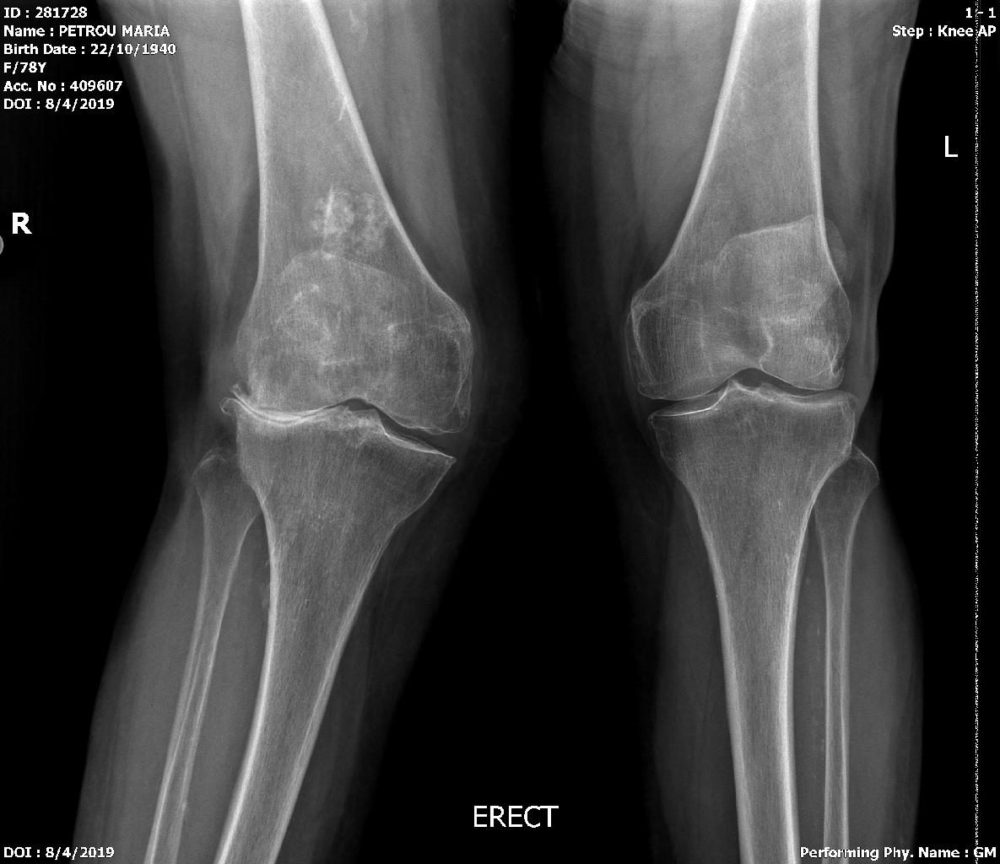 ID : 281728
Name : PETROU MARIA
Birth Date : 22/10/1940
F/78Y
Acc. No : 409607
DOI : 8/4/2019
1 - 1
Step : Knee AP
L
R
ERECT
DOI : 8/4/2019
Performing Phy. Name : GM